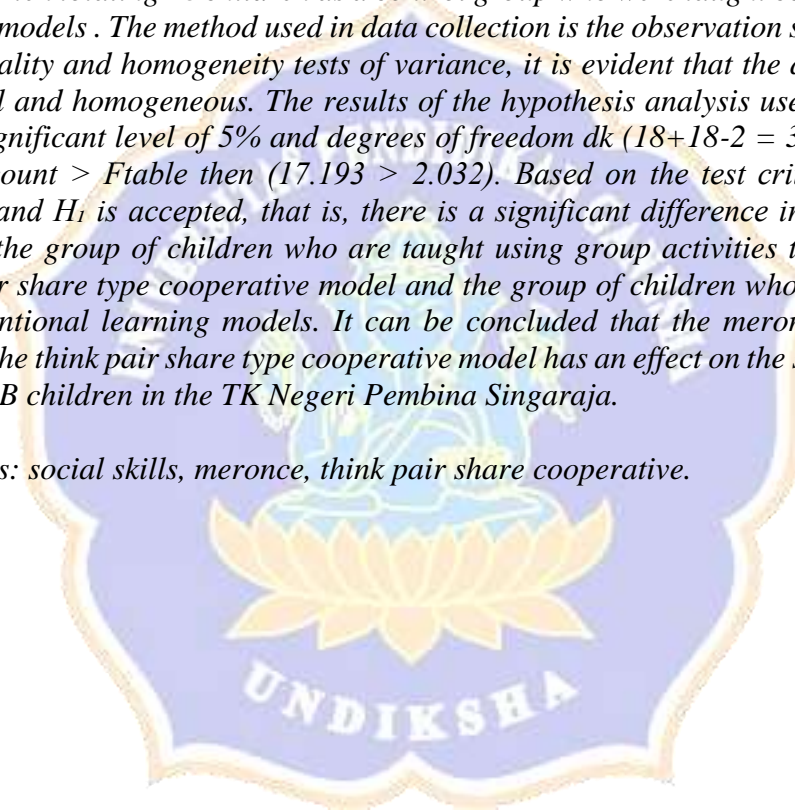 models . The method used in data collection is the observation s
ality and homogeneity tests of variance, it is evident that the
l and homogeneous. The results of the hypothesis analysis use
gnificant level of 5% and degrees of freedom dk (18+18-2 = 3
ount > Ftable then (17.193 > 2.032). Based on the test crit
and H₁ is accepted, that is, there is a significant difference in
the group of children who are taught using group activities t
r share type cooperative model and the group of children who
entional learning models. It can be concluded that the meron
he think pair share type cooperative model has an effect on the s
B children in the TK Negeri Pembina Singaraja.
s: social skills, meronce, think pair share cooperative.
UNDIKSHA